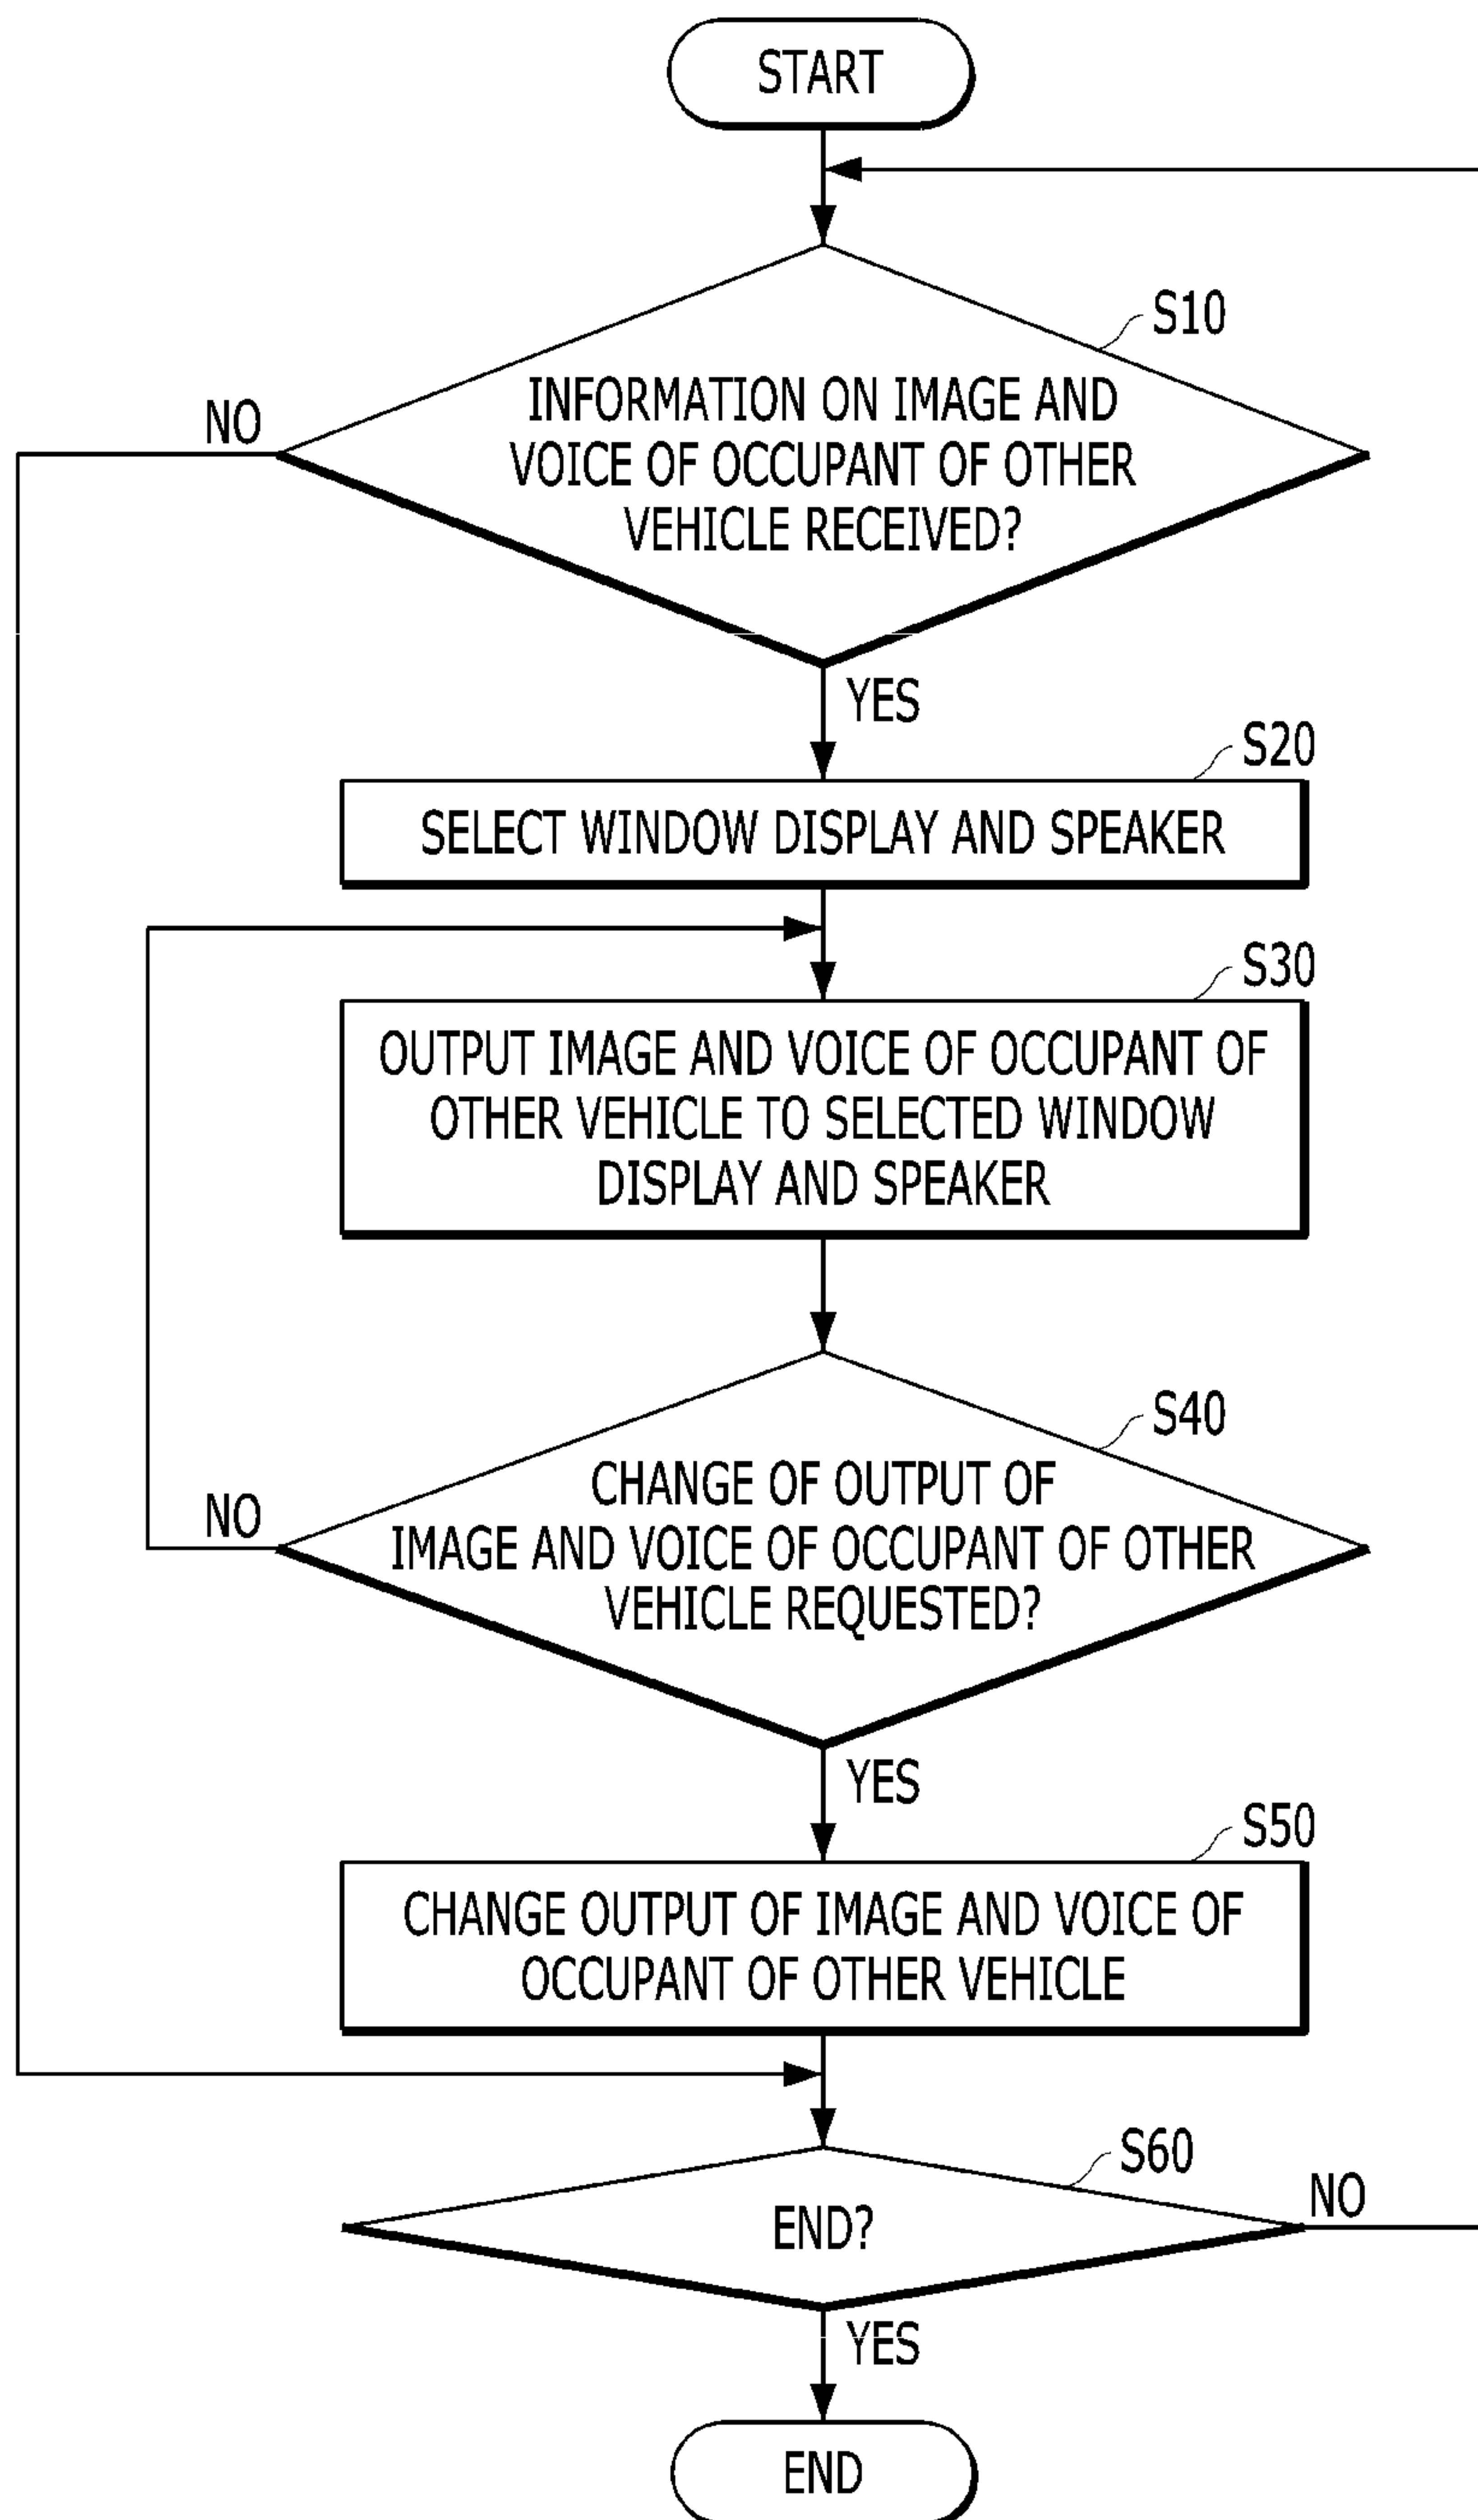 START
S10
INFORMATION ON IMAGE AND
VOICE OF OCCUPANT OF OTHER
VEHICLE RECEIVED?
NO
YES
S20
SELECT WINDOW DISPLAY AND SPEAKER
S30
OUTPUT IMAGE AND VOICE OF OCCUPANT OF
OTHER VEHICLE TO SELECTED WINDOW
DISPLAY AND SPEAKER
S40
CHANGE OF OUTPUT OF
IMAGE AND VOICE OF OCCUPANT OF OTHER
VEHICLE REQUESTED?
NO
YES
S50
CHANGE OUTPUT OF IMAGE AND VOICE OF
OCCUPANT OF OTHER VEHICLE
S60
END?
NO
YES
END